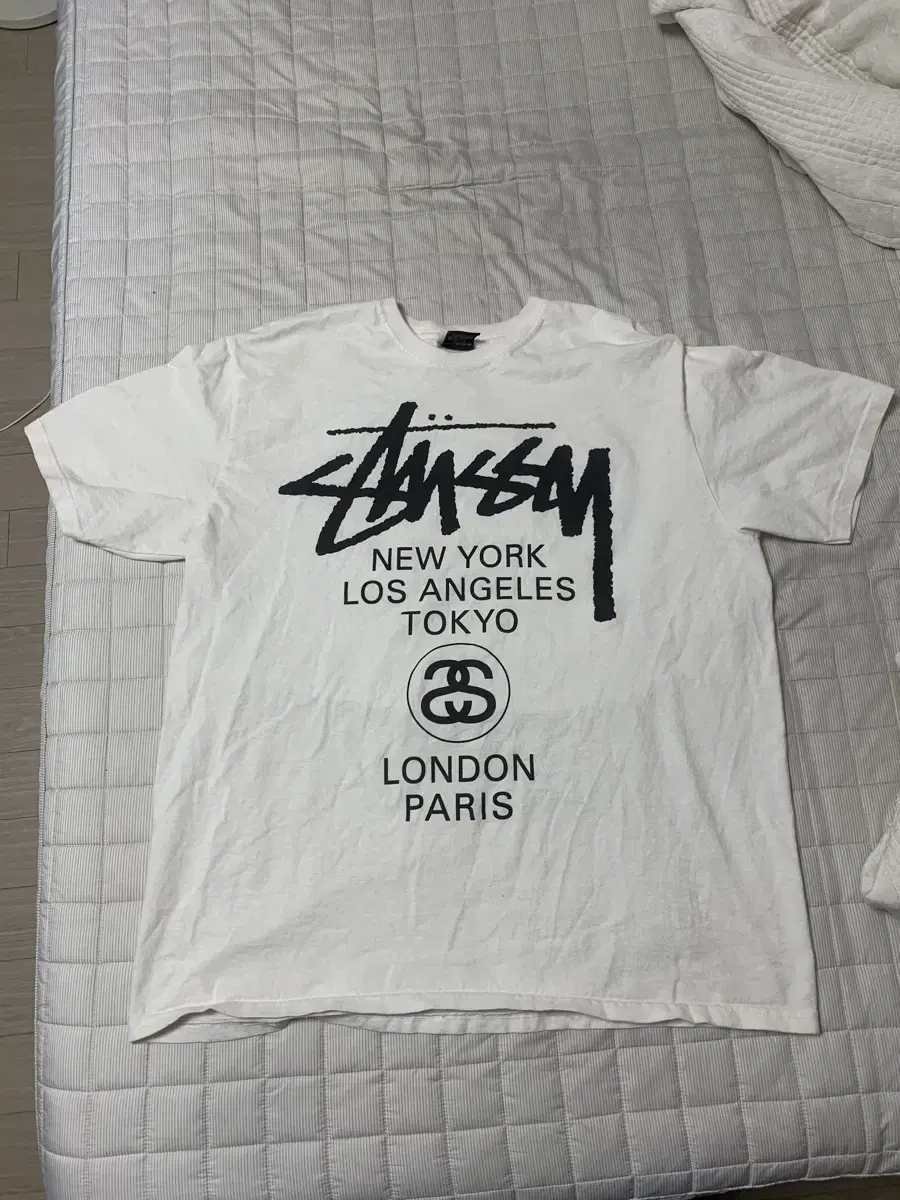 Stüssy
NEW YORK
LOS ANGELES
TOKYO
LONDON
PARIS